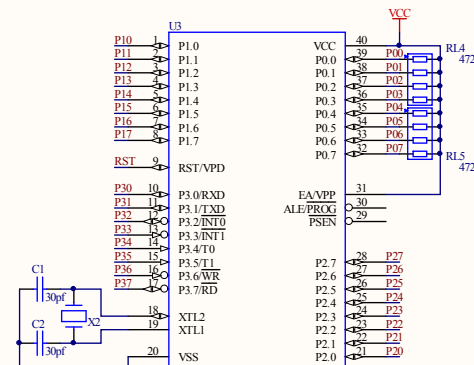 U3
VCC
P10 1 P1.0 VCC 40
P11 2 P1.1 P0.0 39 P00 RL4
P12 3 P1.2 P0.1 38 P01 472
P13 4 P1.3 P0.2 37 P02
P14 5 P1.4 P0.3 36 P03
P15 6 P1.5 P0.4 35 P04
P16 7 P1.6 P0.5 34 P05
P17 8 P1.7 P0.6 33 P06
P0.7 32 P07 RL5
RST 9 RST/VPD 472
P30 10 P3.0/RXD EA/VPP 31
P31 11 P3.1/TXD ALE/PROG 30
P32 12 P3.2/INT0 PSEN 29
P33 13 P3.3/INT1
P34 14 P3.4/T0
P35 15 P3.5/T1 P2.7 28 P27
P36 16 P3.6/WR P2.6 27 P26
P37 17 P3.7/RD P2.5 26 P25
C1 P2.4 25 P24
30pf 18 XTL2 P2.3 24 P23
X2 19 XTL1 P2.2 23 P22
C2 P2.1 22 P21
30pf 20 VSS P2.0 21 P20